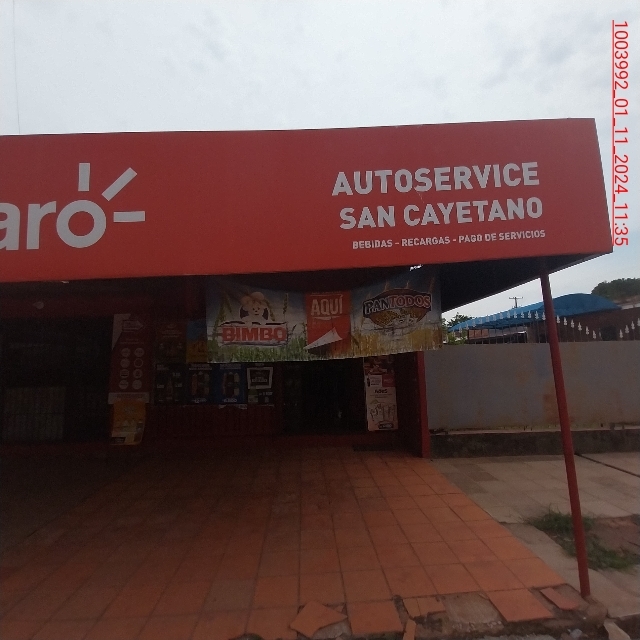 aro
AUTOSERVICE
SAN CAYETANO
BEBIDAS - RECARGAS - PAGO DE SERVICIOS
BIMBO
AQUÍ
PANTODOS
1003992_01_11_2024_11:35